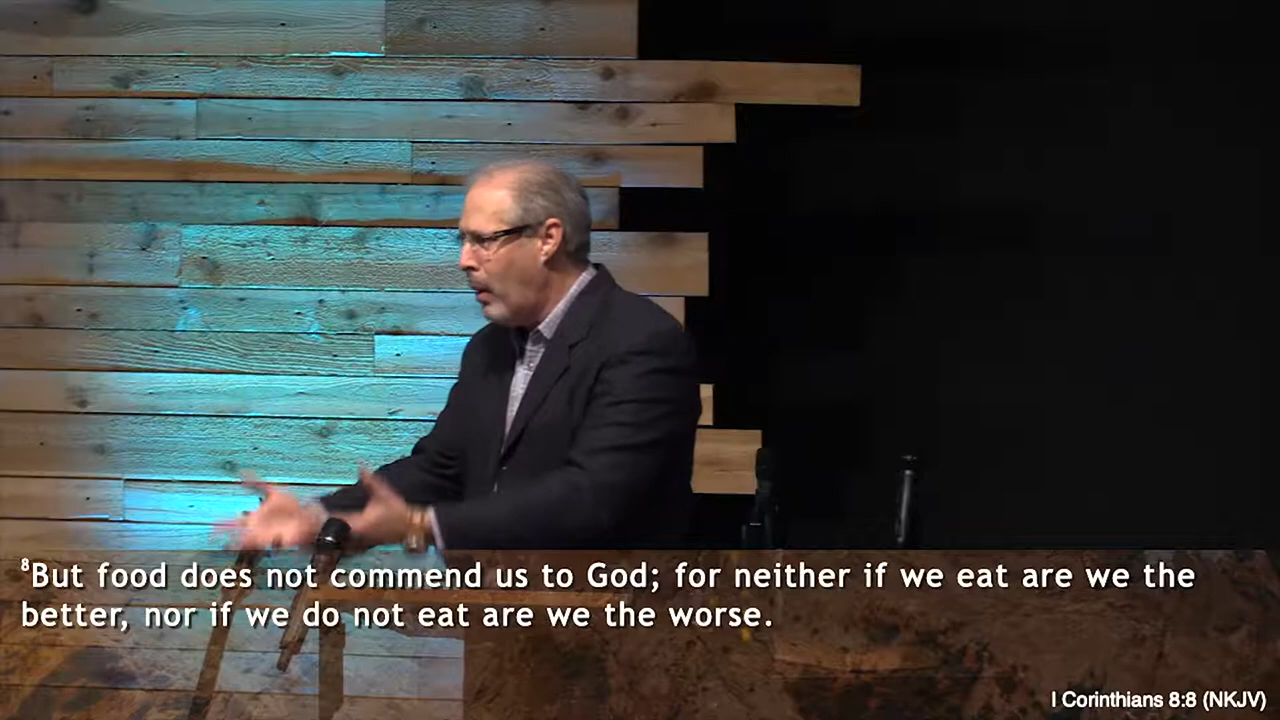 ⁸But food does not commend us to God; for neither if we eat are we the
better, nor if we do not eat are we the worse.
I Corinthians 8:8 (NKJV)